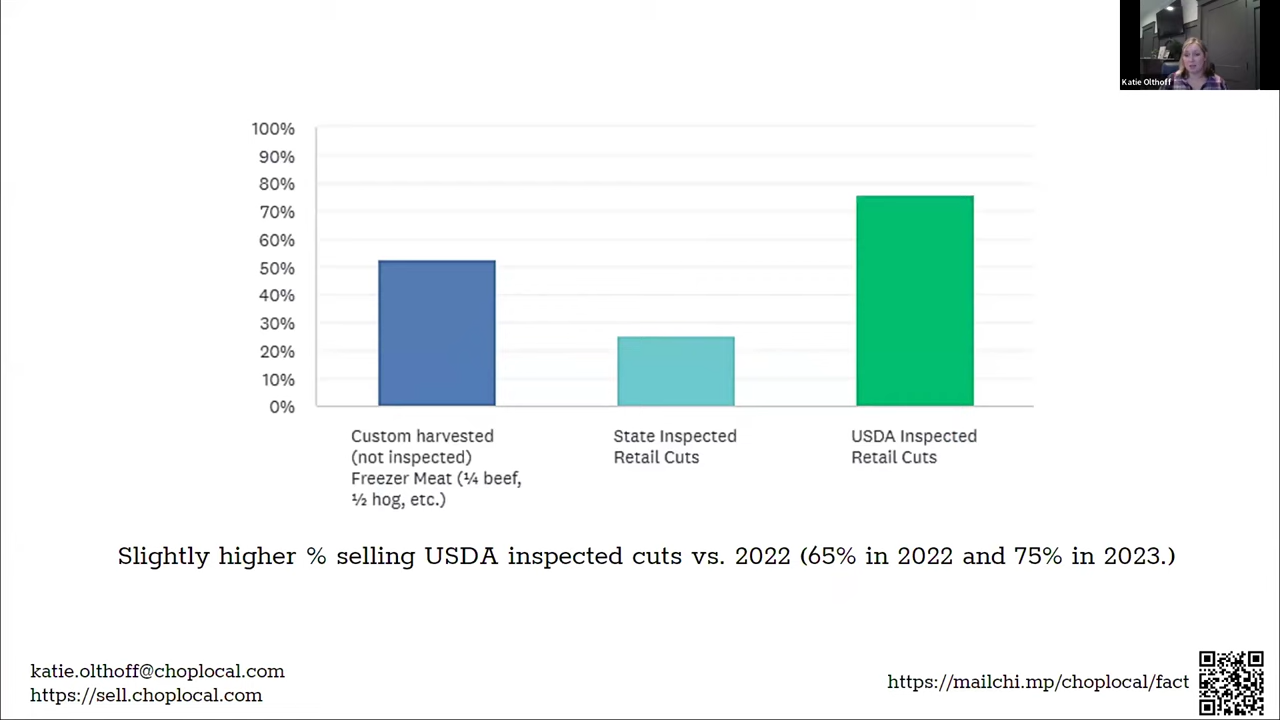 Katie Olthoff
100%
90%
80%
70%
60%
50%
40%
30%
20%
10%
0%
Custom harvested
(not inspected)
Freezer Meat (¼ beef,
½ hog, etc.)
State Inspected
Retail Cuts
USDA Inspected
Retail Cuts
Slightly higher % selling USDA inspected cuts vs. 2022 (65% in 2022 and 75% in 2023.)
katie.olthoff@choplocal.com
https://sell.choplocal.com
https://mailchi.mp/choplocal/fact